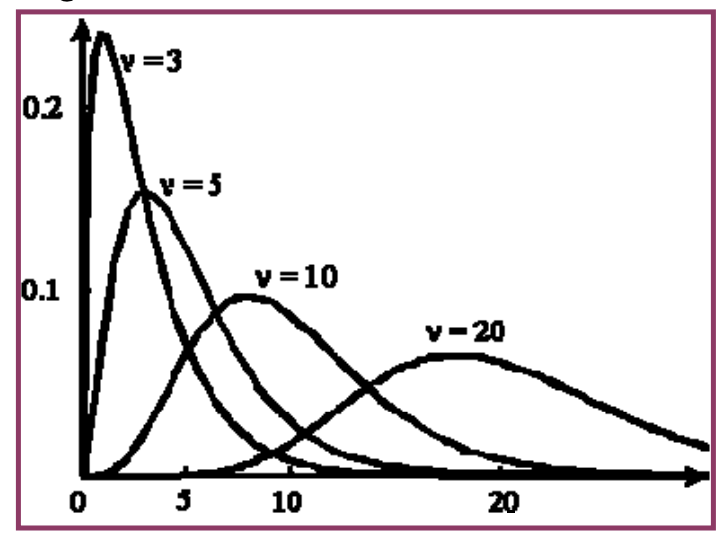 ν = 3
0.2
ν = 5
0.1
ν = 10
ν = 20
0 5 10 20